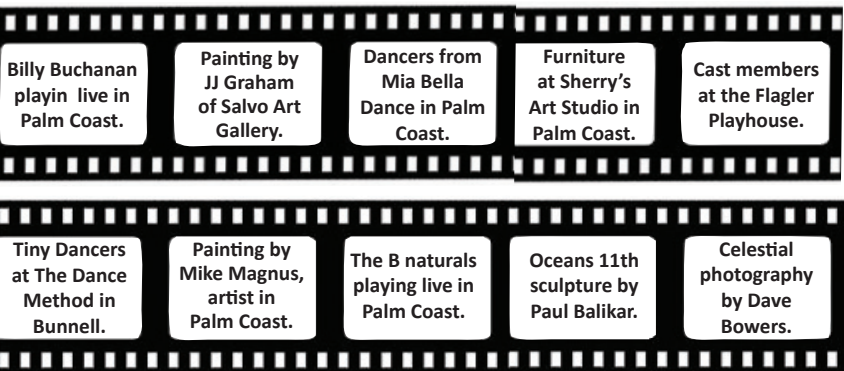 Billy Buchanan
playin  live in
Palm Coast.
Painting by
JJ Graham
of Salvo Art
Gallery.
Dancers from
Mia Bella
Dance in Palm
Coast.
Furniture
at Sherry's
Art Studio in
Palm Coast.
Cast members
at the Flagler
Playhouse.
Tiny Dancers
at The Dance
Method in
Bunnell.
Painting by
Mike Magnus,
artist in
Palm Coast.
The B naturals
playing live in
Palm Coast.
Oceans 11th
sculpture by
Paul Balikar.
Celestial
photography
by Dave
Bowers.